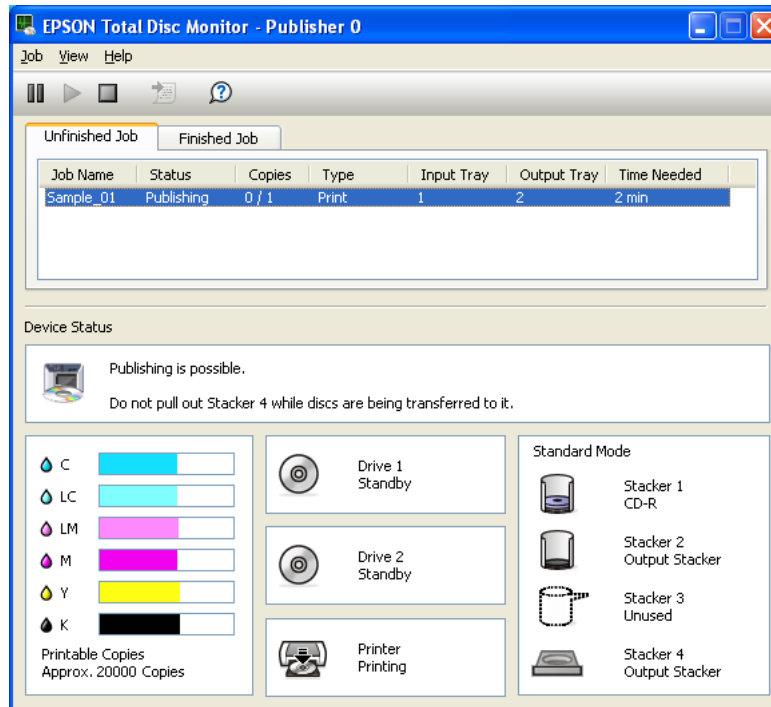 EPSON Total Disc Monitor - Publisher 0
Job View Help
Unfinished Job Finished Job
Job Name Status Copies Type Input Tray Output Tray Time Needed
Sample_01 Publishing 0 / 1 Print 1 2 2 min
Device Status
Publishing is possible.
Do not pull out Stacker 4 while discs are being transferred to it.
C
LC
LM
M
Y
K
Printable Copies
Approx. 20000 Copies
Drive 1
Standby
Drive 2
Standby
Printer
Printing
Standard Mode
Stacker 1
CD-R
Stacker 2
Output Stacker
Stacker 3
Unused
Stacker 4
Output Stacker